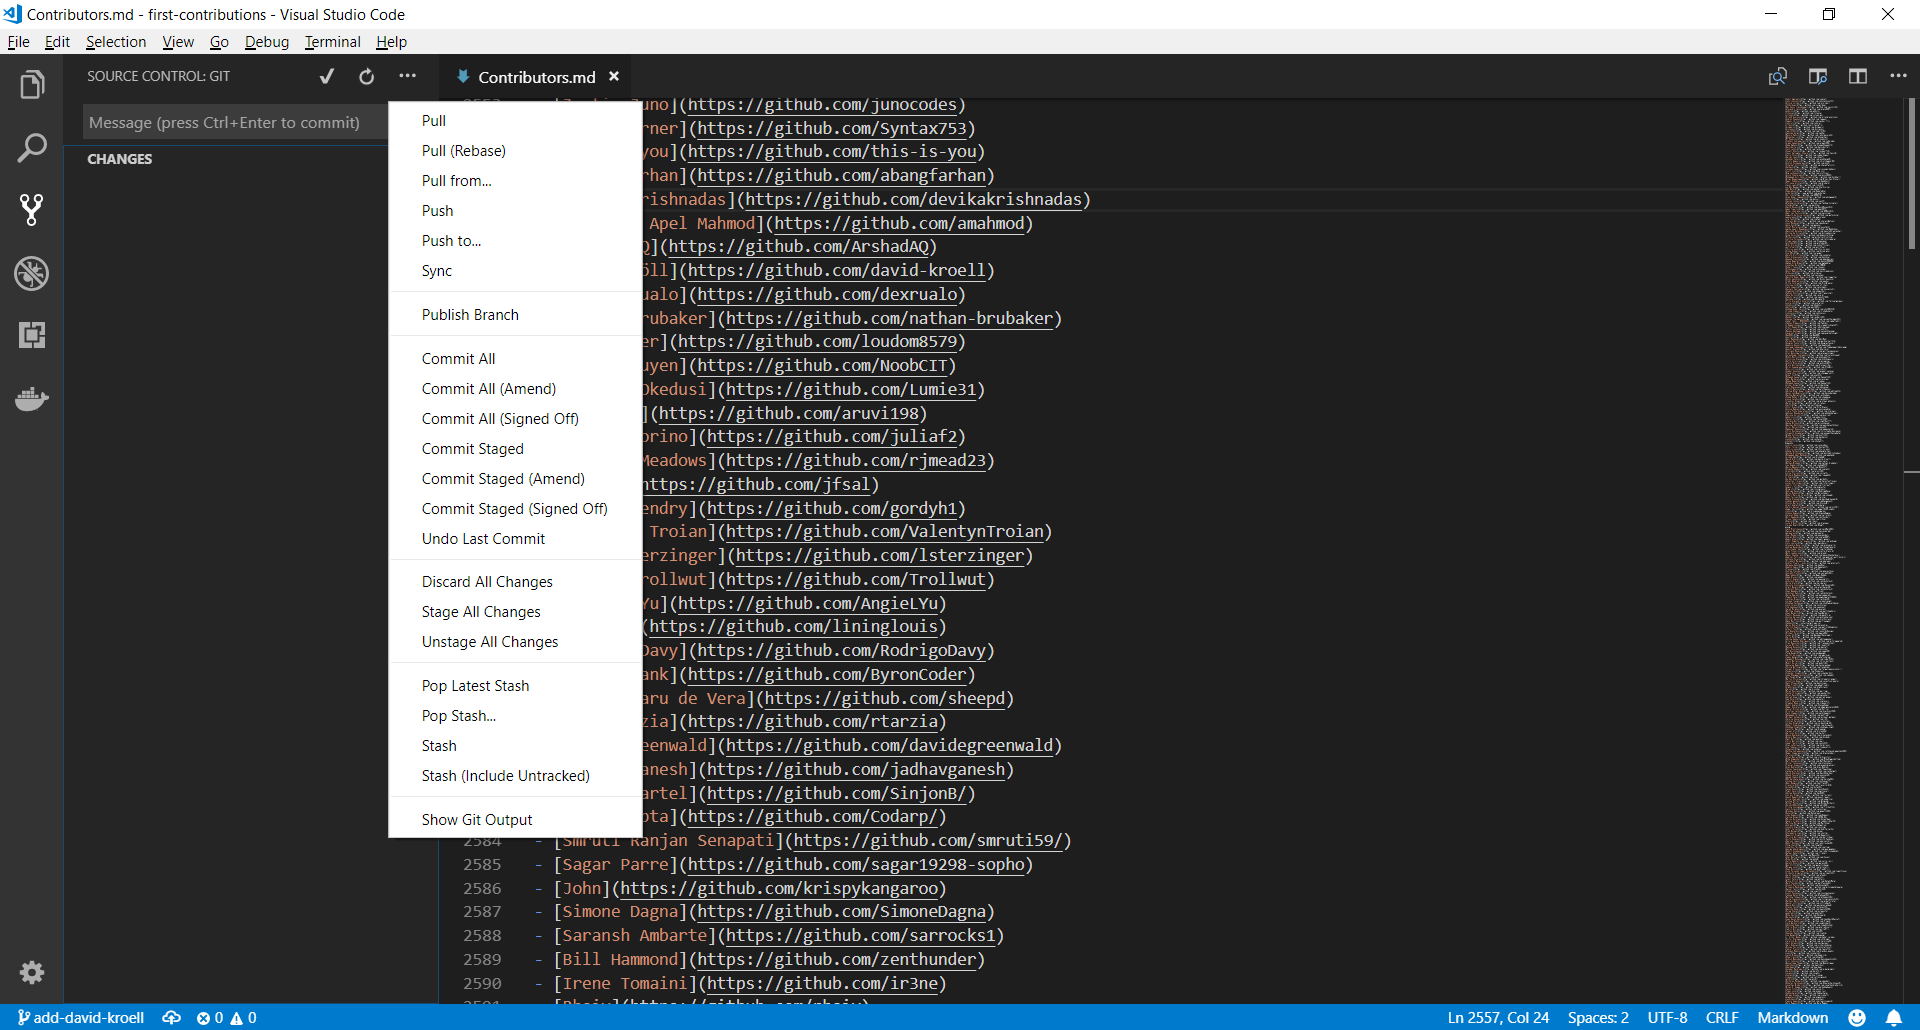 Contributors.md - first-contributions - Visual Studio Code
File Edit Selection View Go Debug Terminal Help
SOURCE CONTROL: GIT
Message (press Ctrl+Enter to commit)
CHANGES
Pull
Pull (Rebase)
Pull from...
Push
Push to...
Sync
Publish Branch
Commit All
Commit All (Amend)
Commit All (Signed Off)
Commit Staged
Commit Staged (Amend)
Commit Staged (Signed Off)
Undo Last Commit
Discard All Changes
Stage All Changes
Unstage All Changes
Pop Latest Stash
Pop Stash...
Stash
Stash (Include Untracked)
Show Git Output
Contributors.md
uno](https://github.com/junocodes)
rner](https://github.com/Syntax753)
you](https://github.com/this-is-you)
rhan](https://github.com/abangfarhan)
rishnadas](https://github.com/devikakrishnadas)
Apel Mahmod](https://github.com/amahmod)
Q](https://github.com/ArshadAQ)
öll](https://github.com/david-kroell)
ualo](https://github.com/dexrualo)
rubaker](https://github.com/nathan-brubaker)
er](https://github.com/loudom8579)
uyen](https://github.com/NoobCIT)
Okedusi](https://github.com/Lumie31)
](https://github.com/aruvi198)
orino](https://github.com/juliaf2)
Meadows](https://github.com/rjmead23)
https://github.com/jfsal)
endry](https://github.com/gordyh1)
Troian](https://github.com/ValentynTroian)
erzinger](https://github.com/lsterzinger)
rollwut](https://github.com/Trollwut)
Yu](https://github.com/AngieLYu)
(https://github.com/lininglouis)
Davy](https://github.com/RodrigoDavy)
ank](https://github.com/ByronCoder)
aru de Vera](https://github.com/sheepd)
zia](https://github.com/rtarzia)
eenwald](https://github.com/davidegreenwald)
anesh](https://github.com/jadhavganesh)
artel](https://github.com/SinjonB/)
pta](https://github.com/Codarp/)
2584 - [Smruti Ranjan Senapati](https://github.com/smruti59/)
2585 - [Sagar Parre](https://github.com/sagar19298-sopho)
2586 - [John](https://github.com/krispykangaroo)
2587 - [Simone Dagna](https://github.com/SimoneDagna)
2588 - [Saransh Ambarte](https://github.com/sarrocks1)
2589 - [Bill Hammond](https://github.com/zenthunder)
2590 - [Irene Tomaini](https://github.com/ir3ne)
add-david-kroell 0 0 Ln 2557, Col 24 Spaces: 2 UTF-8 CRLF Markdown